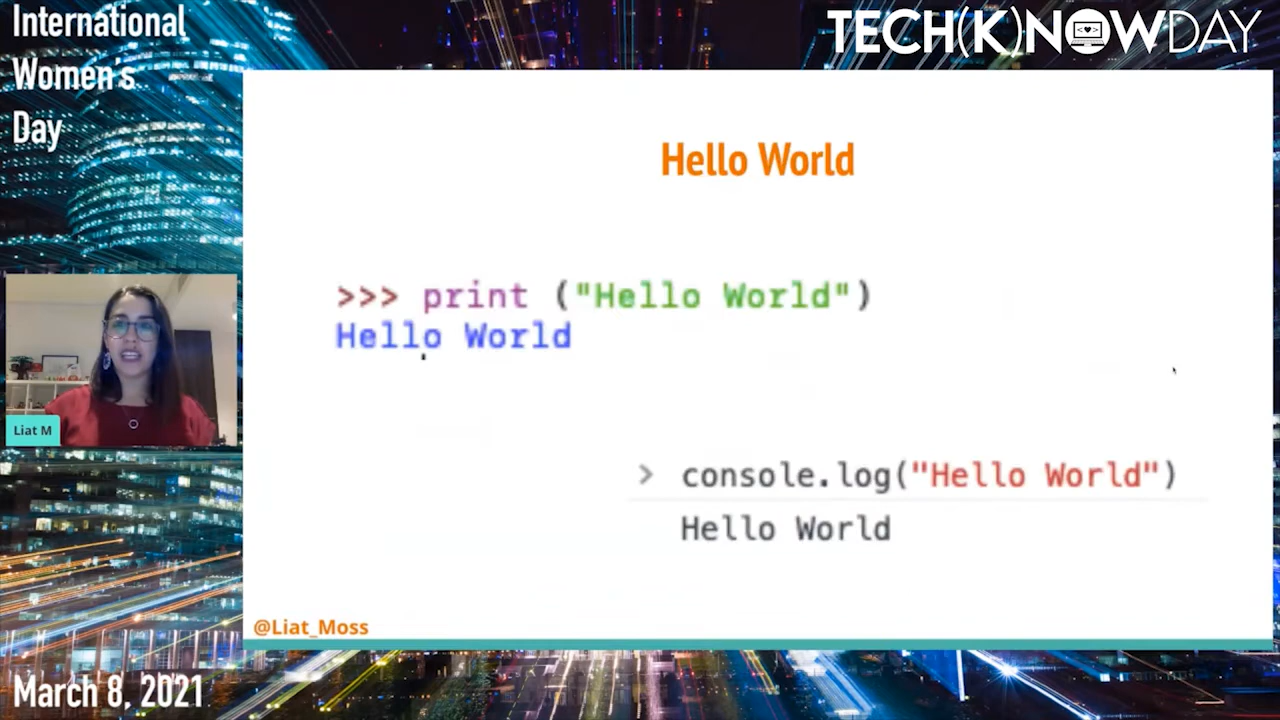 International
Women's
Day
TECH(K)NOWDAY
Hello World
>>> print ("Hello World")
Hello World
> console.log("Hello World")
Hello World
Liat M
@Liat_Moss
March 8, 2021